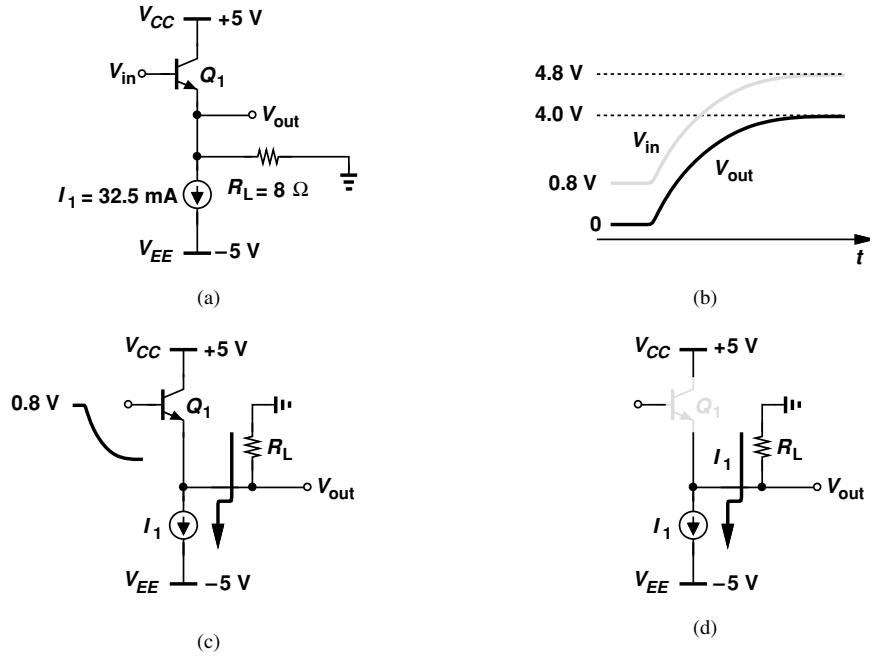 V_CC +5 V
V_in Q_1
V_out
I_1 = 32.5 mA R_L = 8 Ω
V_EE −5 V
(a)
4.8 V
4.0 V
V_in
V_out
0.8 V
0
t
(b)
V_CC +5 V
0.8 V
Q_1
R_L
V_out
I_1
V_EE −5 V
(c)
V_CC +5 V
Q_1
I_1 R_L
V_out
I_1
V_EE −5 V
(d)